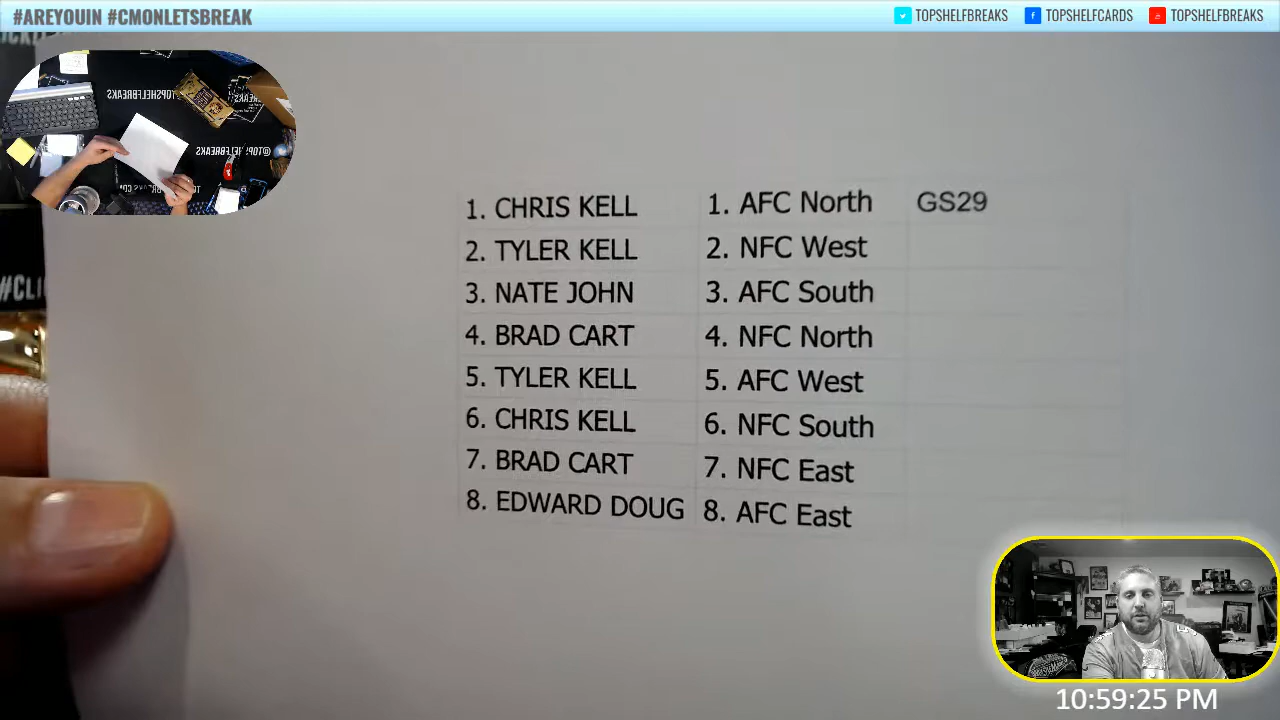 #AREYOUIN #CMONLETSBREAK
TOPSHELFBREAKS TOPSHELFCARDS TOPSHELFBREAKS
TOPSHELFBREAKS
@TOPS
#CLI
1. CHRIS KELL 1. AFC North GS29
2. TYLER KELL 2. NFC West
3. NATE JOHN 3. AFC South
4. BRAD CART 4. NFC North
5. TYLER KELL 5. AFC West
6. CHRIS KELL 6. NFC South
7. BRAD CART 7. NFC East
8. EDWARD DOUG 8. AFC East
10:59:25 PM